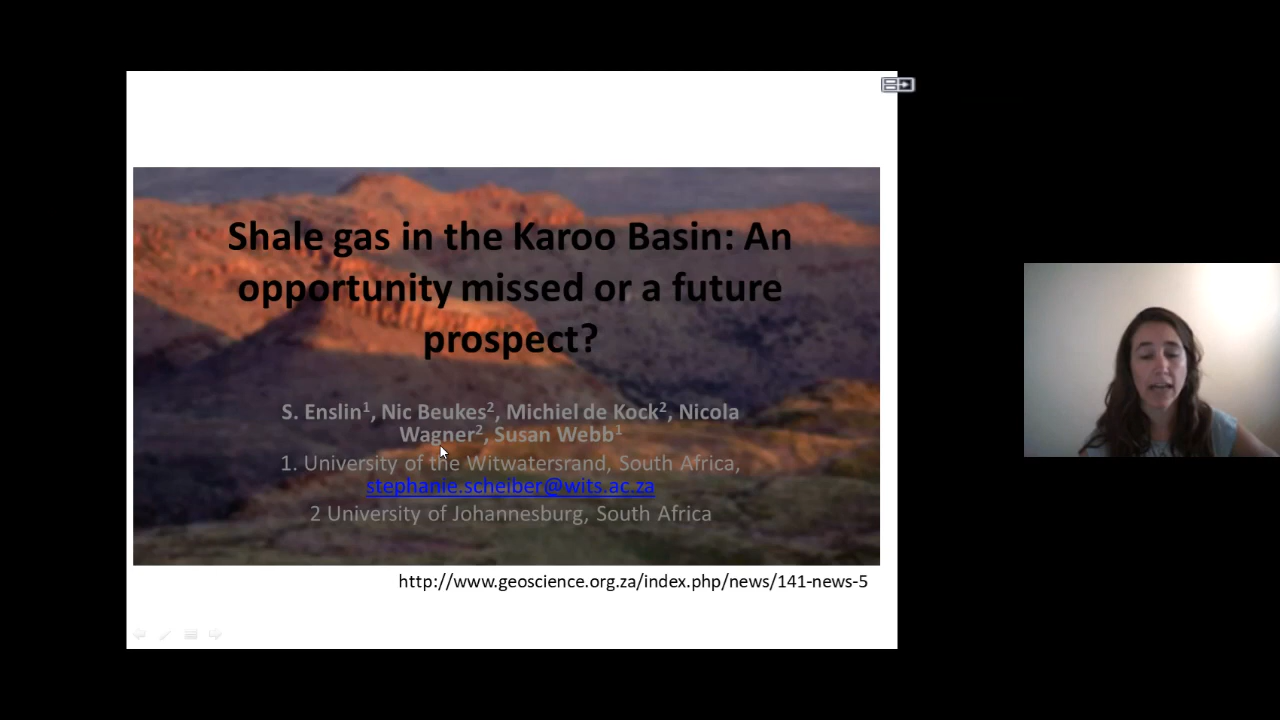 Shale gas in the Karoo Basin: An
opportunity missed or a future
prospect?
S. Enslin¹, Nic Beukes², Michiel de Kock², Nicola
Wagner², Susan Webb¹
1. University of the Witwatersrand, South Africa,
stephanie.scheiber@wits.ac.za
2 University of Johannesburg, South Africa
http://www.geoscience.org.za/index.php/news/141-news-5